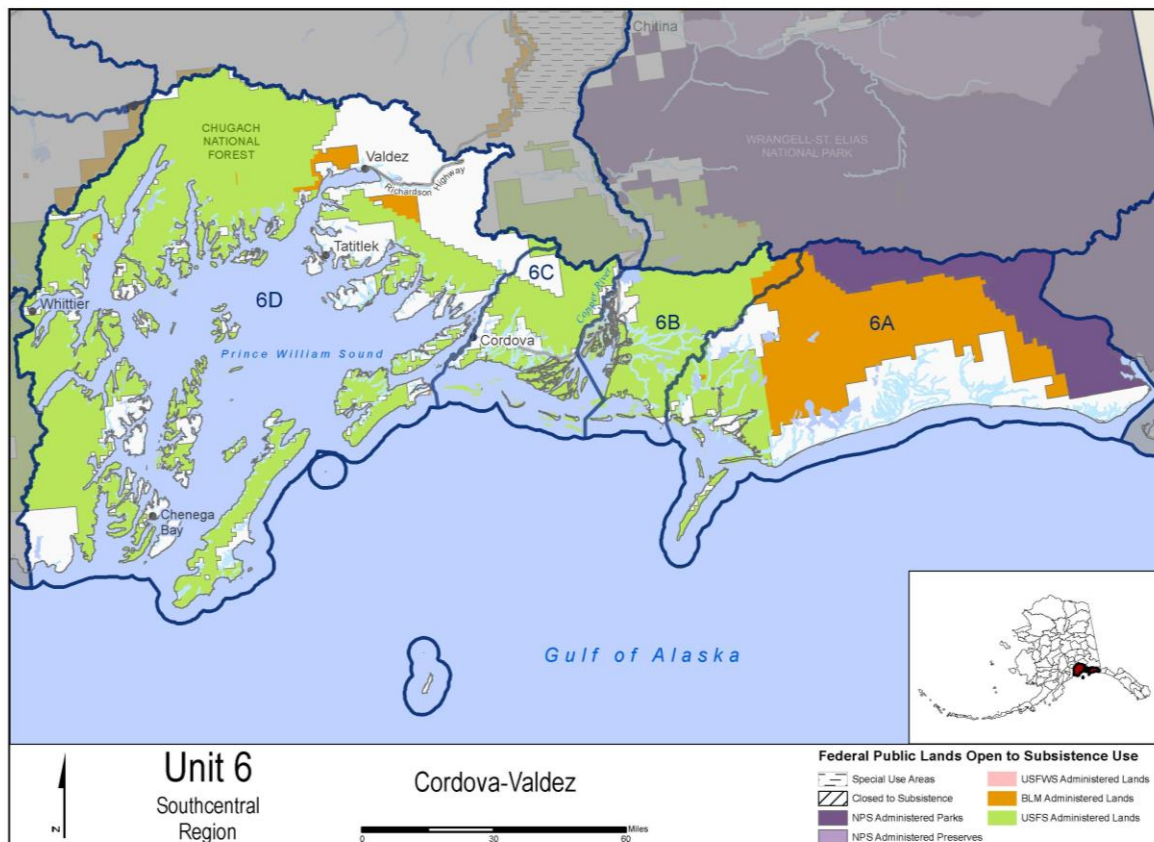 Chitina
CHUGACH
NATIONAL
FOREST
WRANGELL-ST. ELIAS
NATIONAL PARK
Valdez
Richardson Highway
Tatitlek
6C
Copper River
Whittier
6D
6B
6A
Cordova
Prince William Sound
Chenega
Bay
Gulf of Alaska
N
Unit 6
Southcentral
Region
Cordova-Valdez
Miles
0 30 60
Federal Public Lands Open to Subsistence Use
Special Use Areas
Closed to Subsistence
NPS Administered Parks
NPS Administered Preserves
USFWS Administered Lands
BLM Administered Lands
USFS Administered Lands